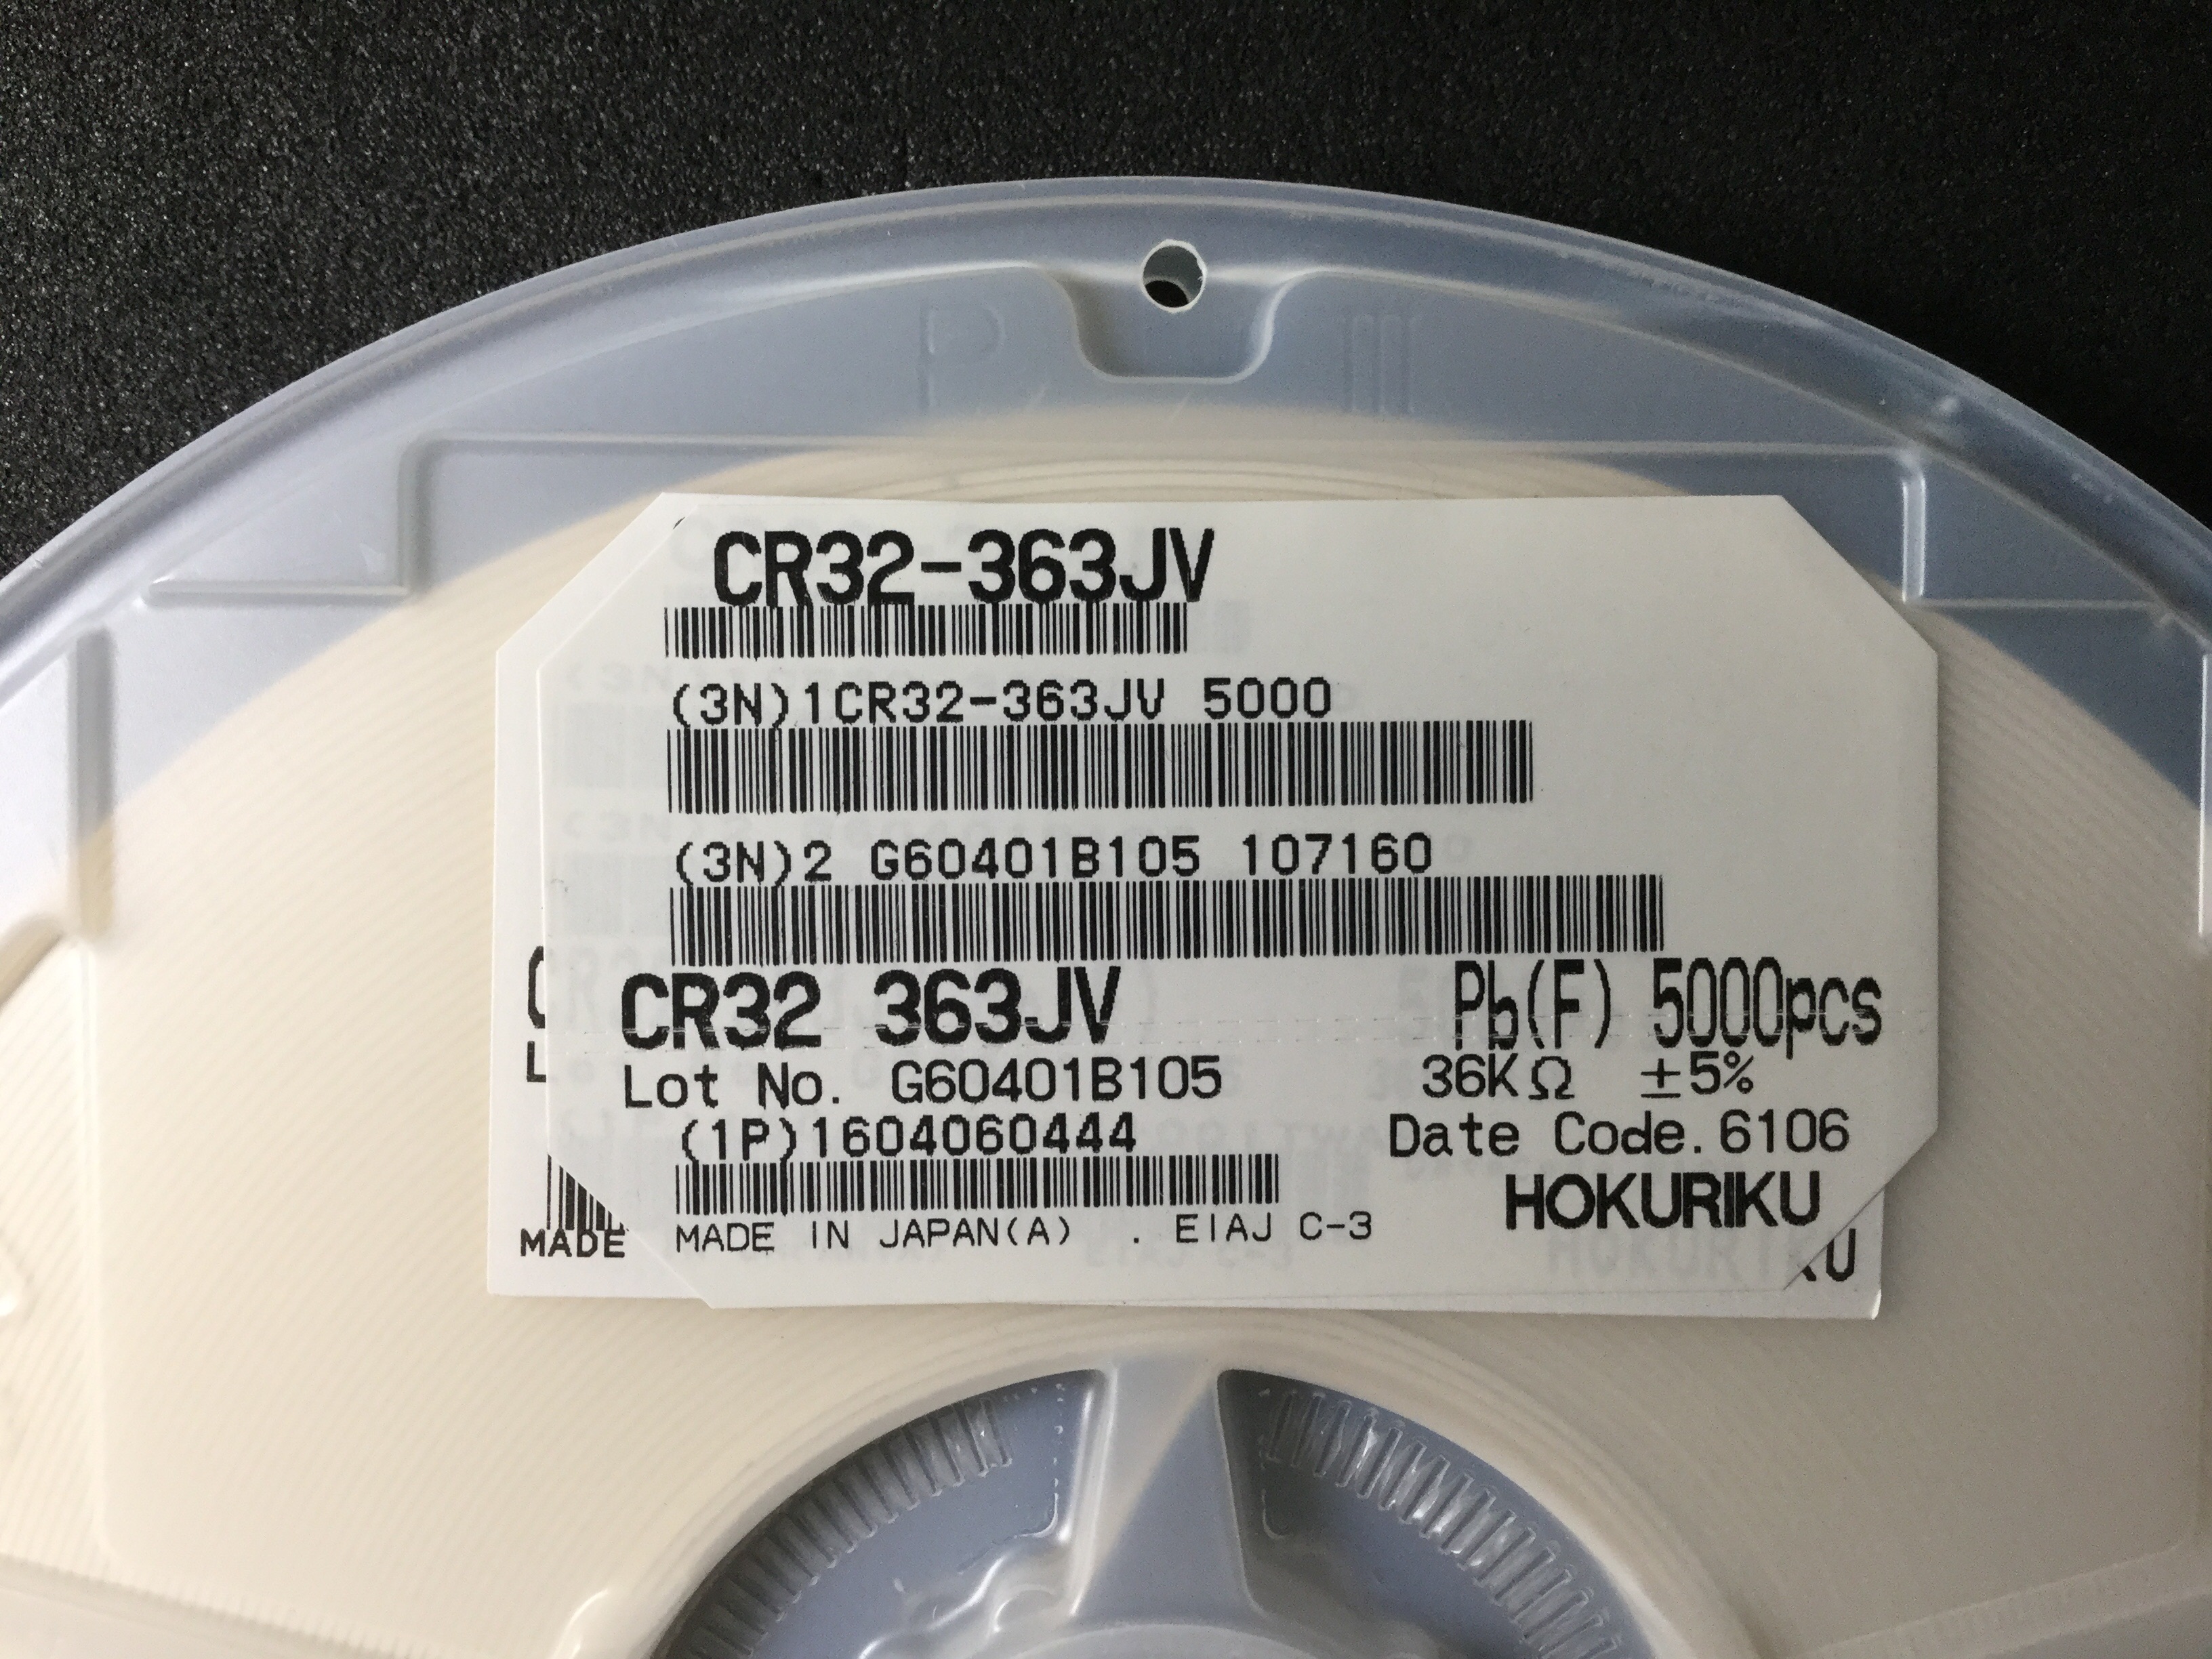 CR32-363JV
(3N)1CR32-363JV 5000
(3N)2 G60401B105 107160
CR32 363JV Pb(F) 5000pcs
Lot No. G60401B105 36KΩ ±5%
(1P)1604060444 Date Code.6106
HOKURIKU
MADE IN JAPAN(A) . EIAJ C-3
MADE